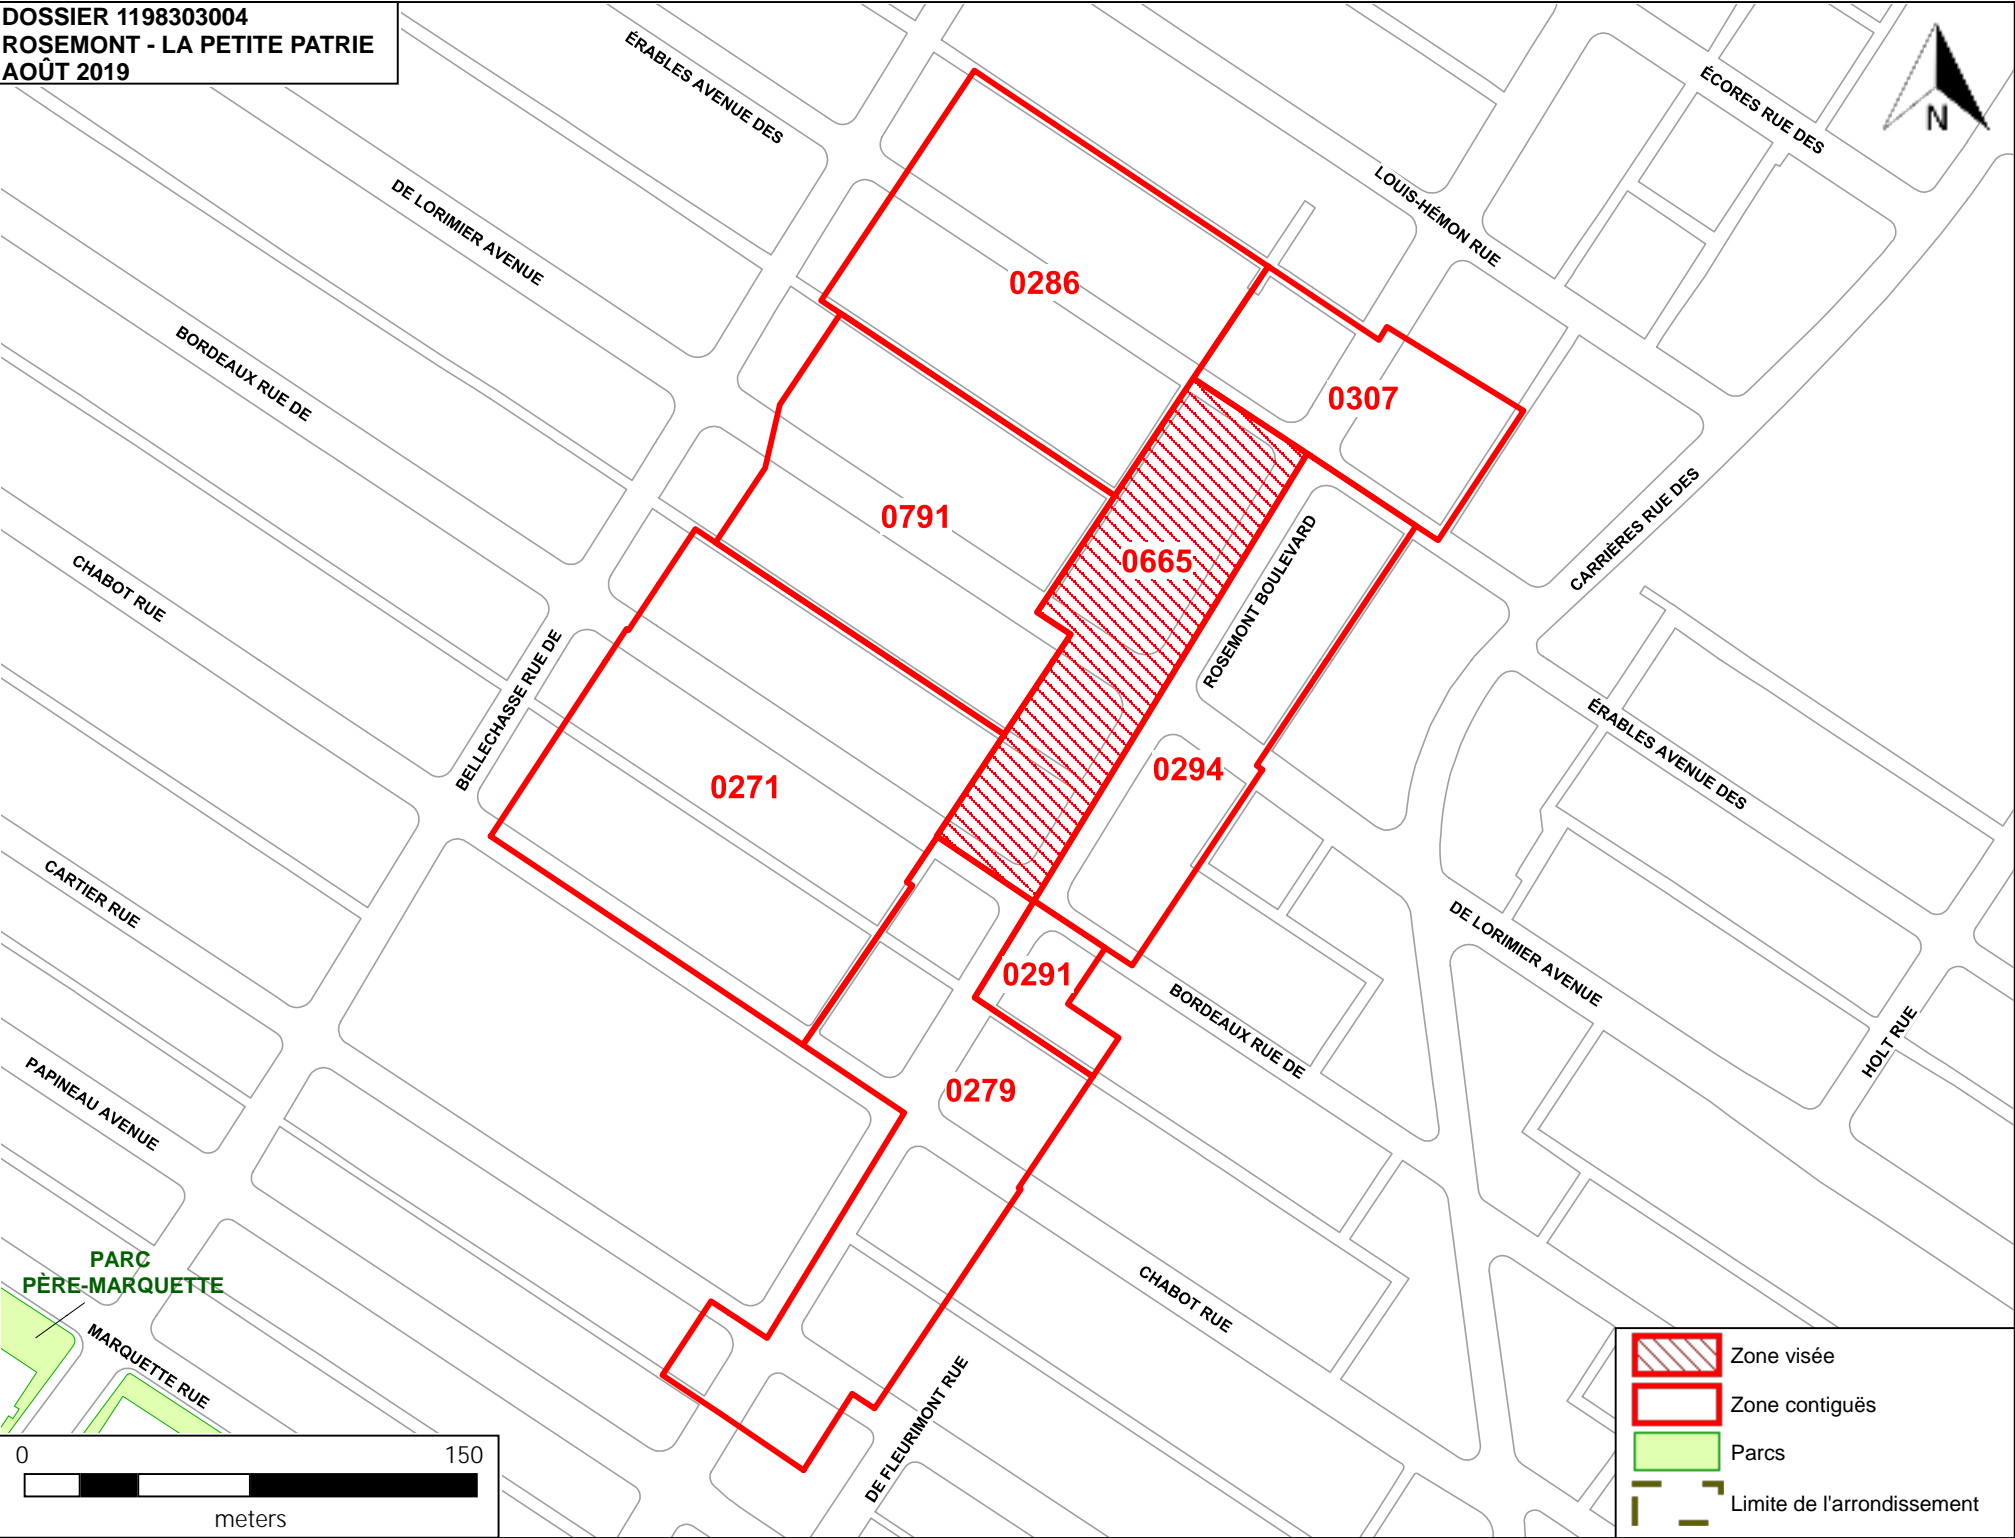 DOSSIER 1198303004
ROSEMONT - LA PETITE PATRIE
AOÛT 2019
N
ÉRABLES AVENUE DES
ÉCORES RUE DES
LOUIS-HÉMON RUE
DE LORIMIER AVENUE
0286
BORDEAUX RUE DE
0307
0791
CARRIÈRES RUE DES
0665
ROSEMONT BOULEVARD
CHABOT RUE
BELLECHASSE RUE DE
ÉRABLES AVENUE DES
0294
0271
CARTIER RUE
DE LORIMIER AVENUE
0291
BORDEAUX RUE DE
HOLT RUE
PAPINEAU AVENUE
0279
PARC
PÈRE-MARQUETTE
CHABOT RUE
MARQUETTE RUE
DE FLEURIMONT RUE
0 150
meters
Zone visée
Zone contiguës
Parcs
Limite de l'arrondissement